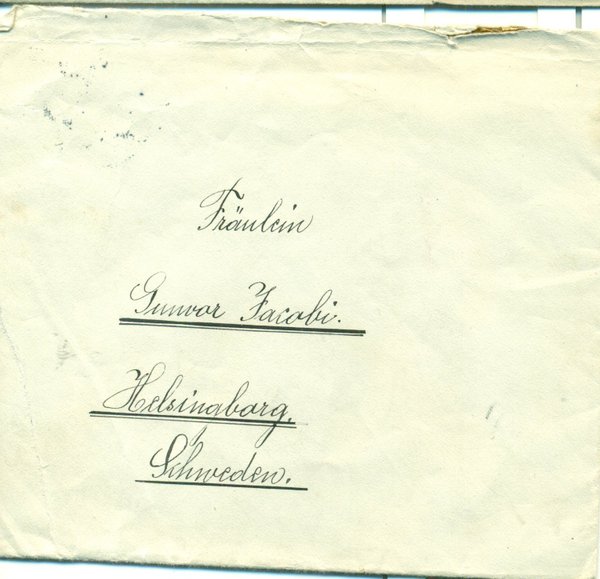 Fräulein
Gunvor Jacobi.
Helsingborg.
Schweden.